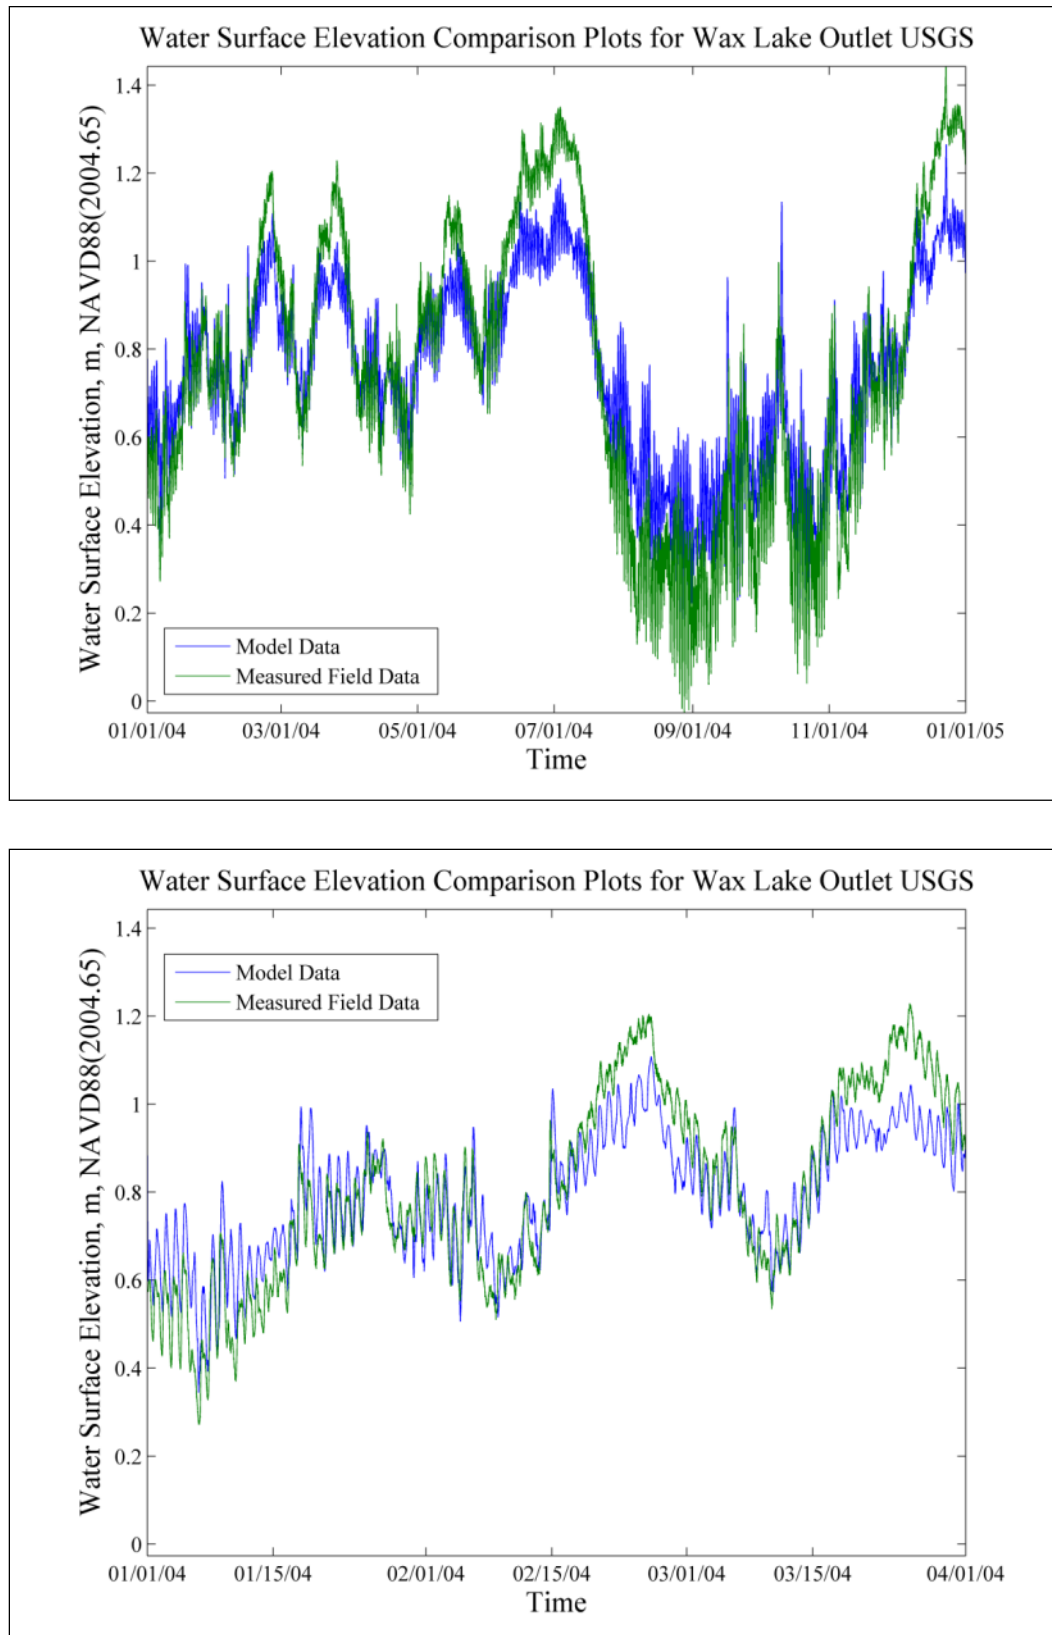 Water Surface Elevation Comparison Plots for Wax Lake Outlet USGS
Water Surface Elevation, m, NAVD88(2004.65)
1.4
1.2
1
0.8
0.6
0.4
0.2
0
Model Data
Measured Field Data
01/01/04 03/01/04 05/01/04 07/01/04 09/01/04 11/01/04 01/01/05
Time
Water Surface Elevation Comparison Plots for Wax Lake Outlet USGS
Water Surface Elevation, m, NAVD88(2004.65)
1.4
1.2
1
0.8
0.6
0.4
0.2
0
Model Data
Measured Field Data
01/01/04 01/15/04 02/01/04 02/15/04 03/01/04 03/15/04 04/01/04
Time